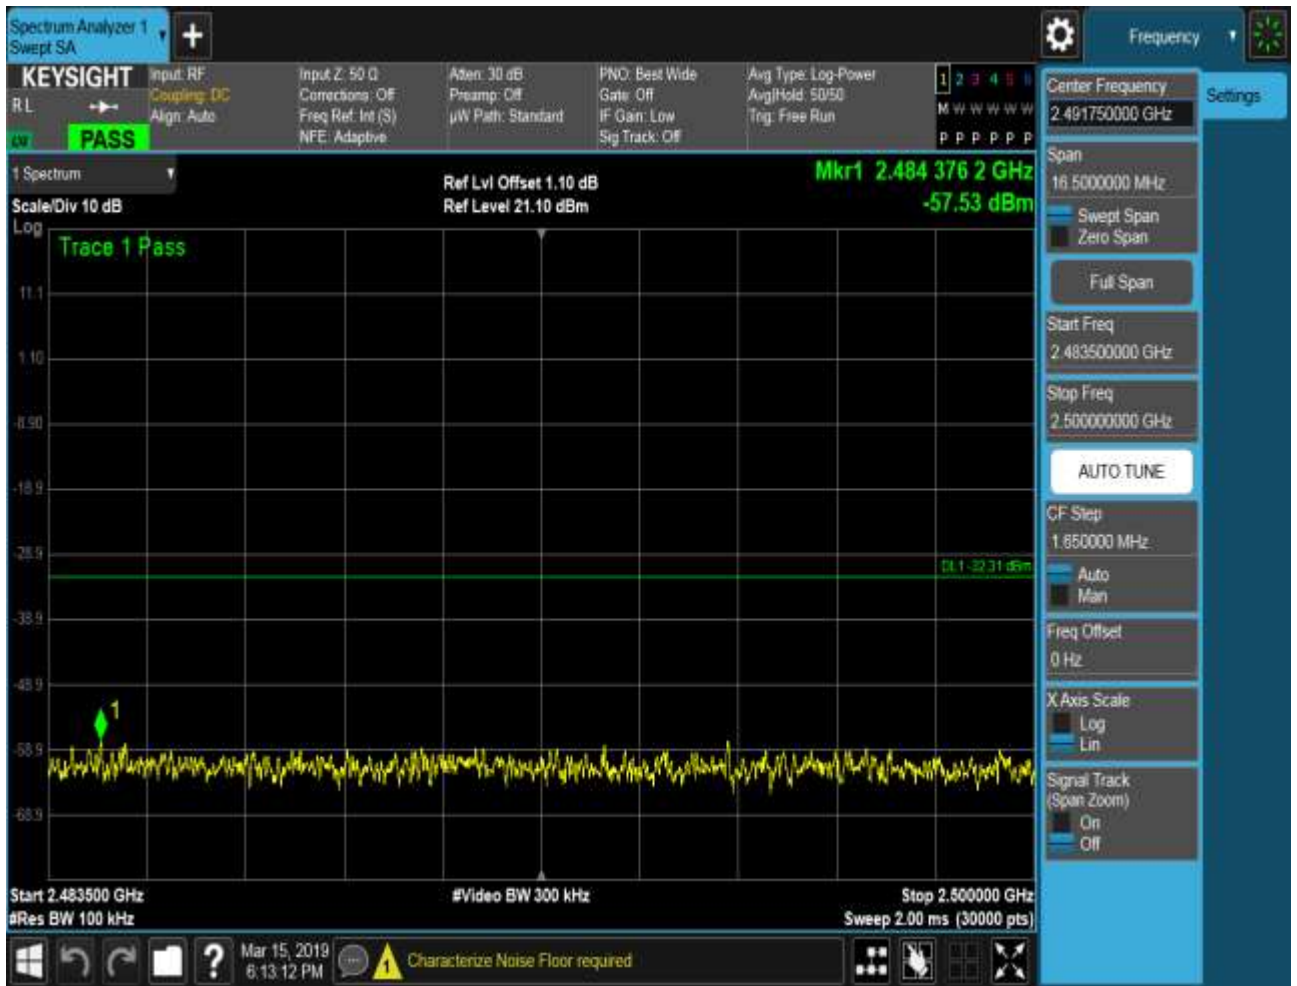 Spectrum Analyzer 1
Swept SA
Frequency
KEYSIGHT
R L
PASS
Input: RF
Coupling: DC
Align: Auto
Input Z: 50 Ω
Corrections: Off
Freq Ref: Int (S)
NFE: Adaptive
Atten: 30 dB
Preamp: Off
µW Path: Standard
PNO: Best Wide
Gate: Off
IF Gain: Low
Sig Track: Off
Avg Type: Log-Power
Avg|Hold: 50/50
Trig: Free Run
1 2 3 4 5 6
M W W W W W
P P P P P P
1 Spectrum
Scale/Div 10 dB
Ref Lvl Offset 1.10 dB
Ref Level 21.10 dBm
Mkr1 2.484 376 2 GHz
-57.53 dBm
Log
Trace 1 Pass
11.1
1.10
-8.90
-18.9
-28.9
DL1 -32.31 dBm
-38.9
-48.9
1
-58.9
-68.9
Start 2.483500 GHz
#Res BW 100 kHz
#Video BW 300 kHz
Stop 2.500000 GHz
Sweep 2.00 ms (30000 pts)
Center Frequency
2.491750000 GHz
Settings
Span
16.5000000 MHz
Swept Span
Zero Span
Full Span
Start Freq
2.483500000 GHz
Stop Freq
2.500000000 GHz
AUTO TUNE
CF Step
1.650000 MHz
Auto
Man
Freq Offset
0 Hz
X Axis Scale
Log
Lin
Signal Track
(Span Zoom)
On
Off
?
Mar 15, 2019
6:13:12 PM
1
Characterize Noise Floor required